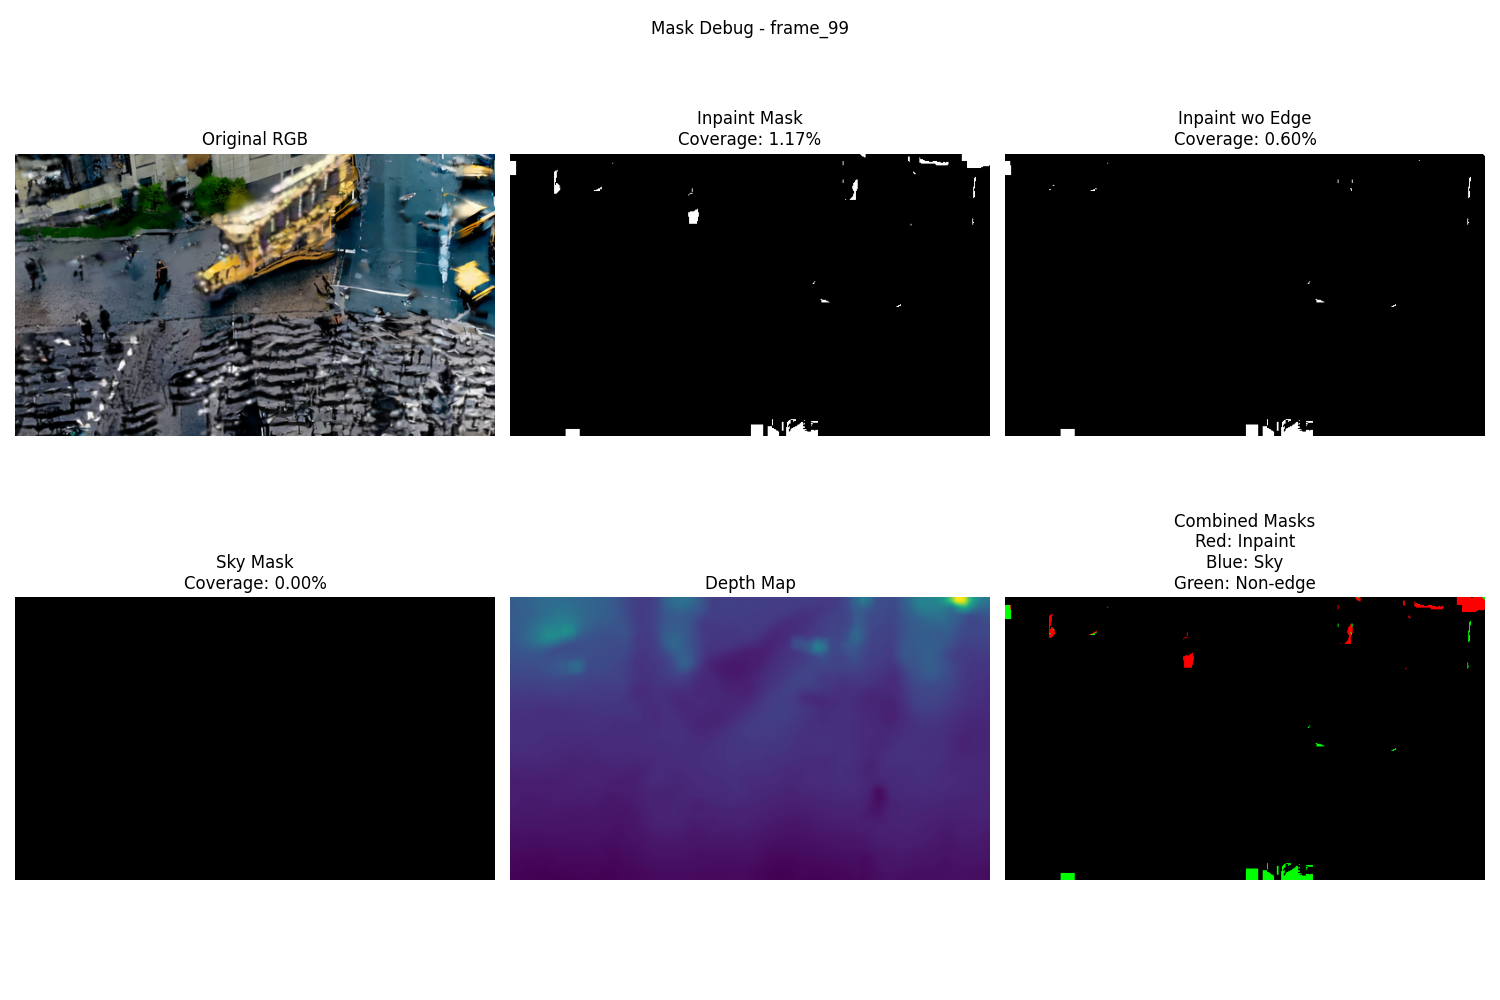 Mask Debug - frame_99
Original RGB
Inpaint Mask
Coverage: 1.17%
Inpaint wo Edge
Coverage: 0.60%
Sky Mask
Coverage: 0.00%
Depth Map
Combined Masks
Red: Inpaint
Blue: Sky
Green: Non-edge